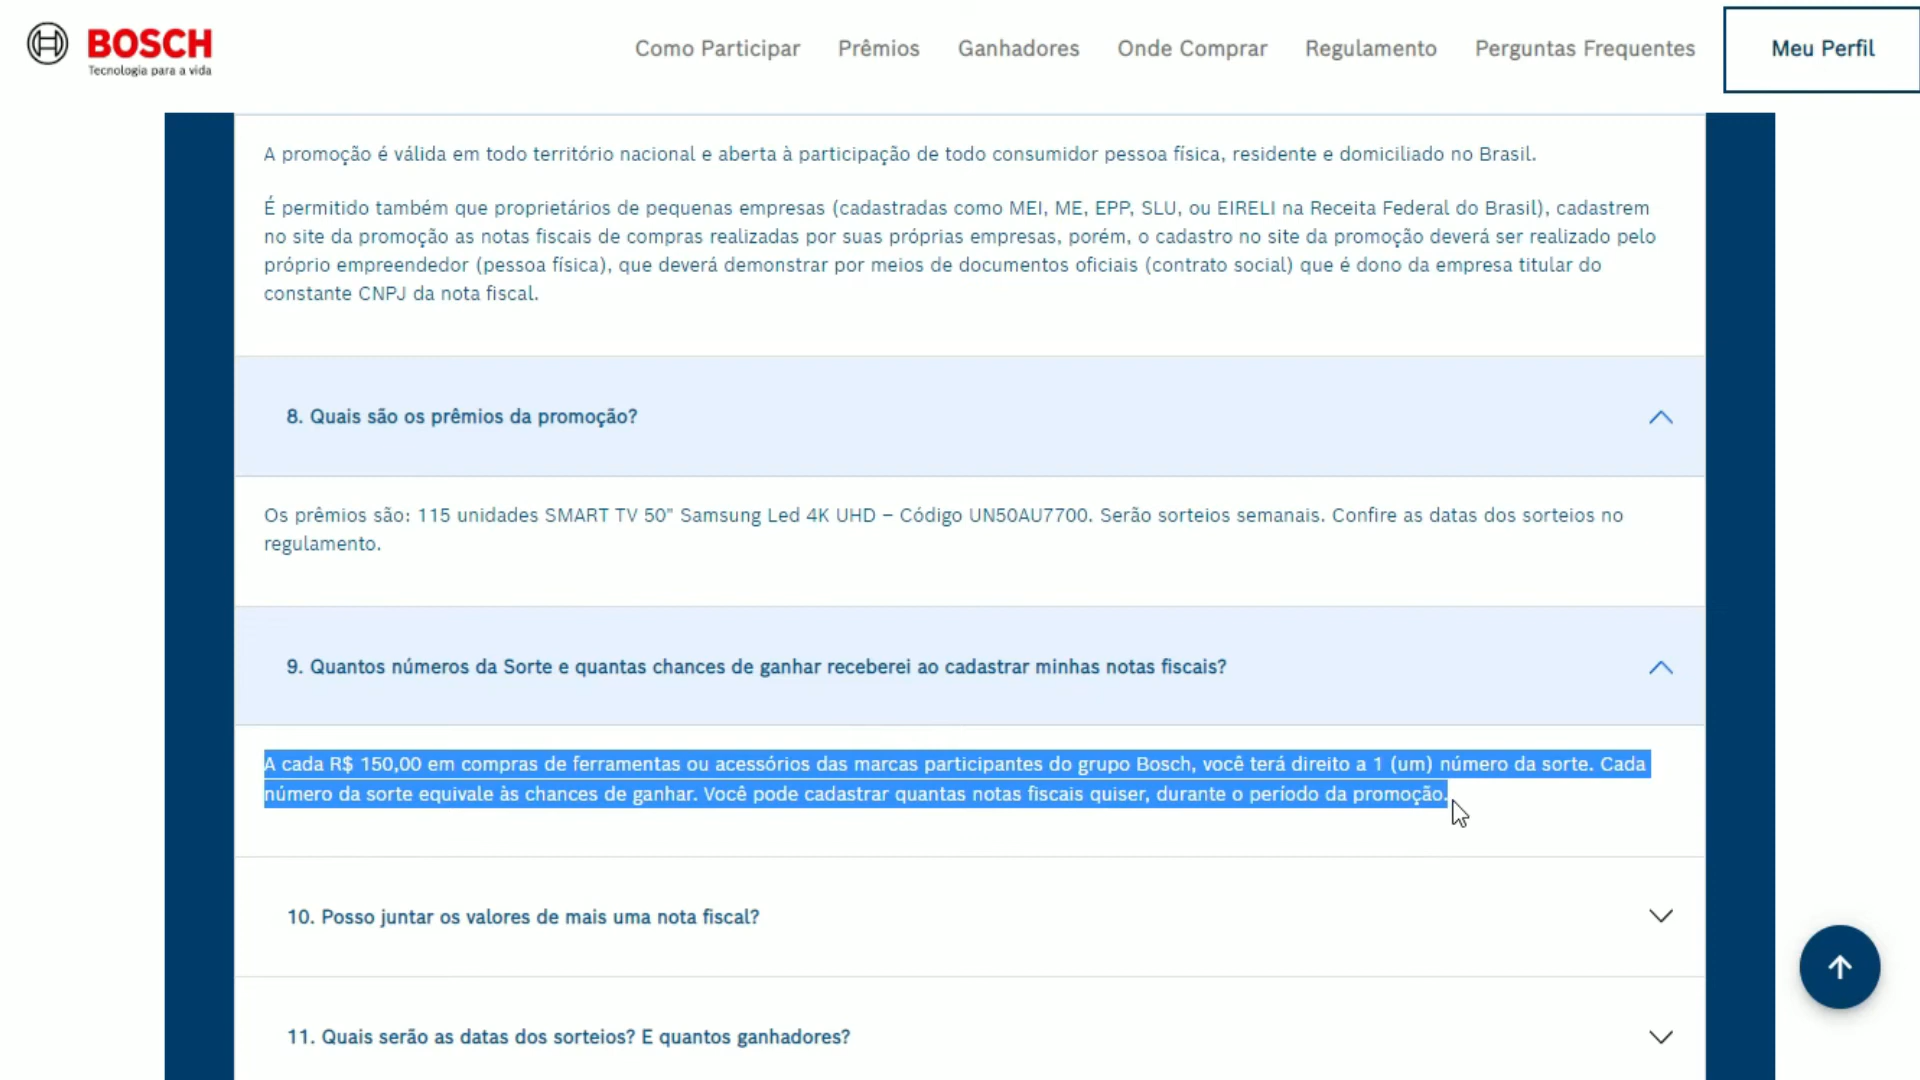 BOSCH
Tecnologia para a vida
Como Participar
Prêmios
Ganhadores
Onde Comprar
Regulamento
Perguntas Frequentes
Meu Perfil
A promoção é válida em todo território nacional e aberta à participação de todo consumidor pessoa física, residente e domiciliado no Brasil.
É permitido também que proprietários de pequenas empresas (cadastradas como MEI, ME, EPP, SLU, ou EIRELI na Receita Federal do Brasil), cadastrem
no site da promoção as notas fiscais de compras realizadas por suas próprias empresas, porém, o cadastro no site da promoção deverá ser realizado pelo
próprio empreendedor (pessoa física), que deverá demonstrar por meios de documentos oficiais (contrato social) que é dono da empresa titular do
constante CNPJ da nota fiscal.
8. Quais são os prêmios da promoção?
Os prêmios são: 115 unidades SMART TV 50" Samsung Led 4K UHD – Código UN50AU7700. Serão sorteios semanais. Confire as datas dos sorteios no
regulamento.
9. Quantos números da Sorte e quantas chances de ganhar receberei ao cadastrar minhas notas fiscais?
A cada R$ 150,00 em compras de ferramentas ou acessórios das marcas participantes do grupo Bosch, você terá direito a 1 (um) número da sorte. Cada
número da sorte equivale às chances de ganhar. Você pode cadastrar quantas notas fiscais quiser, durante o período da promoção.
10. Posso juntar os valores de mais uma nota fiscal?
11. Quais serão as datas dos sorteios? E quantos ganhadores?